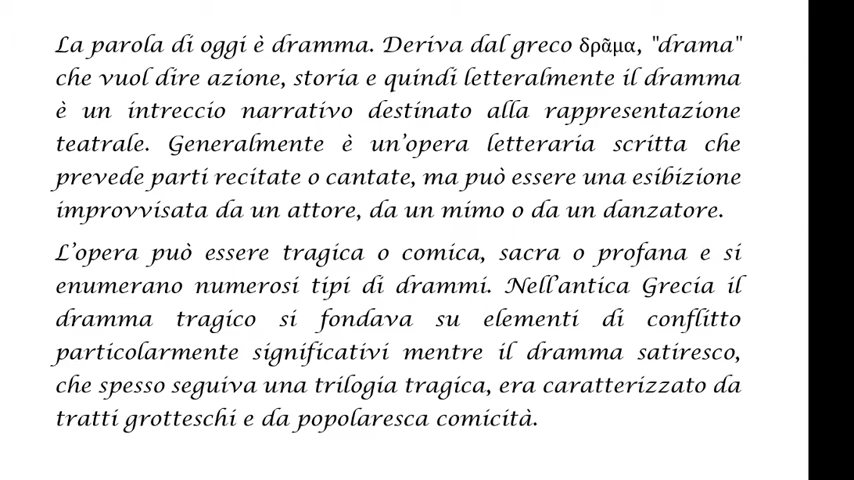 La parola di oggi è dramma. Deriva dal greco δρᾶμα, "drama"
che vuol dire azione, storia e quindi letteralmente il dramma
è un intreccio narrativo destinato alla rappresentazione
teatrale. Generalmente è un'opera letteraria scritta che
prevede parti recitate o cantate, ma può essere una esibizione
improvvisata da un attore, da un mimo o da un danzatore.
L'opera può essere tragica o comica, sacra o profana e si
enumerano numerosi tipi di drammi. Nell'antica Grecia il
dramma tragico si fondava su elementi di conflitto
particolarmente significativi mentre il dramma satiresco,
che spesso seguiva una trilogia tragica, era caratterizzato da
tratti grotteschi e da popolaresca comicità.